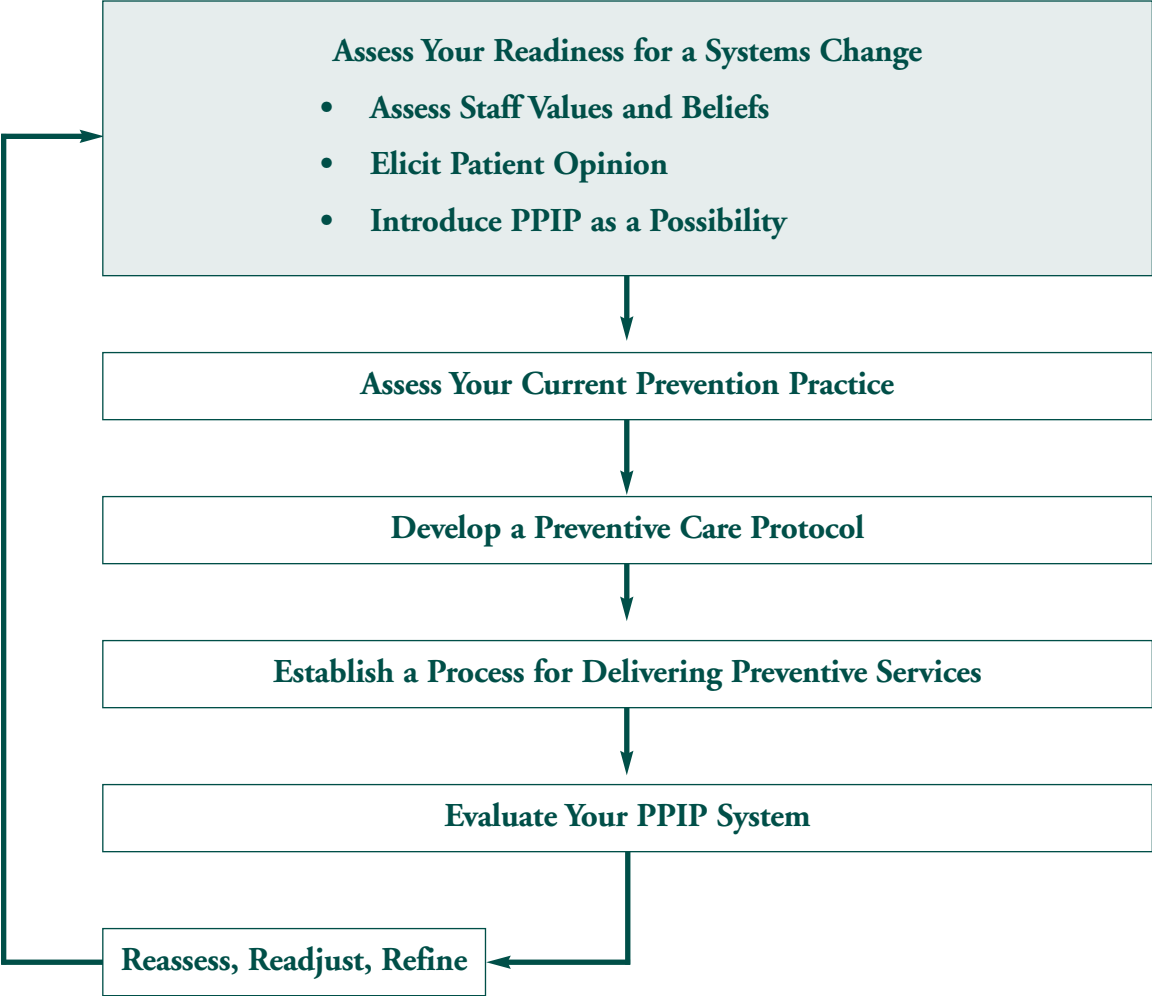 Assess Your Readiness for a Systems Change
• Assess Staff Values and Beliefs
• Elicit Patient Opinion
• Introduce PPIP as a Possibility
Assess Your Current Prevention Practice
Develop a Preventive Care Protocol
Establish a Process for Delivering Preventive Services
Evaluate Your PPIP System
Reassess, Readjust, Refine